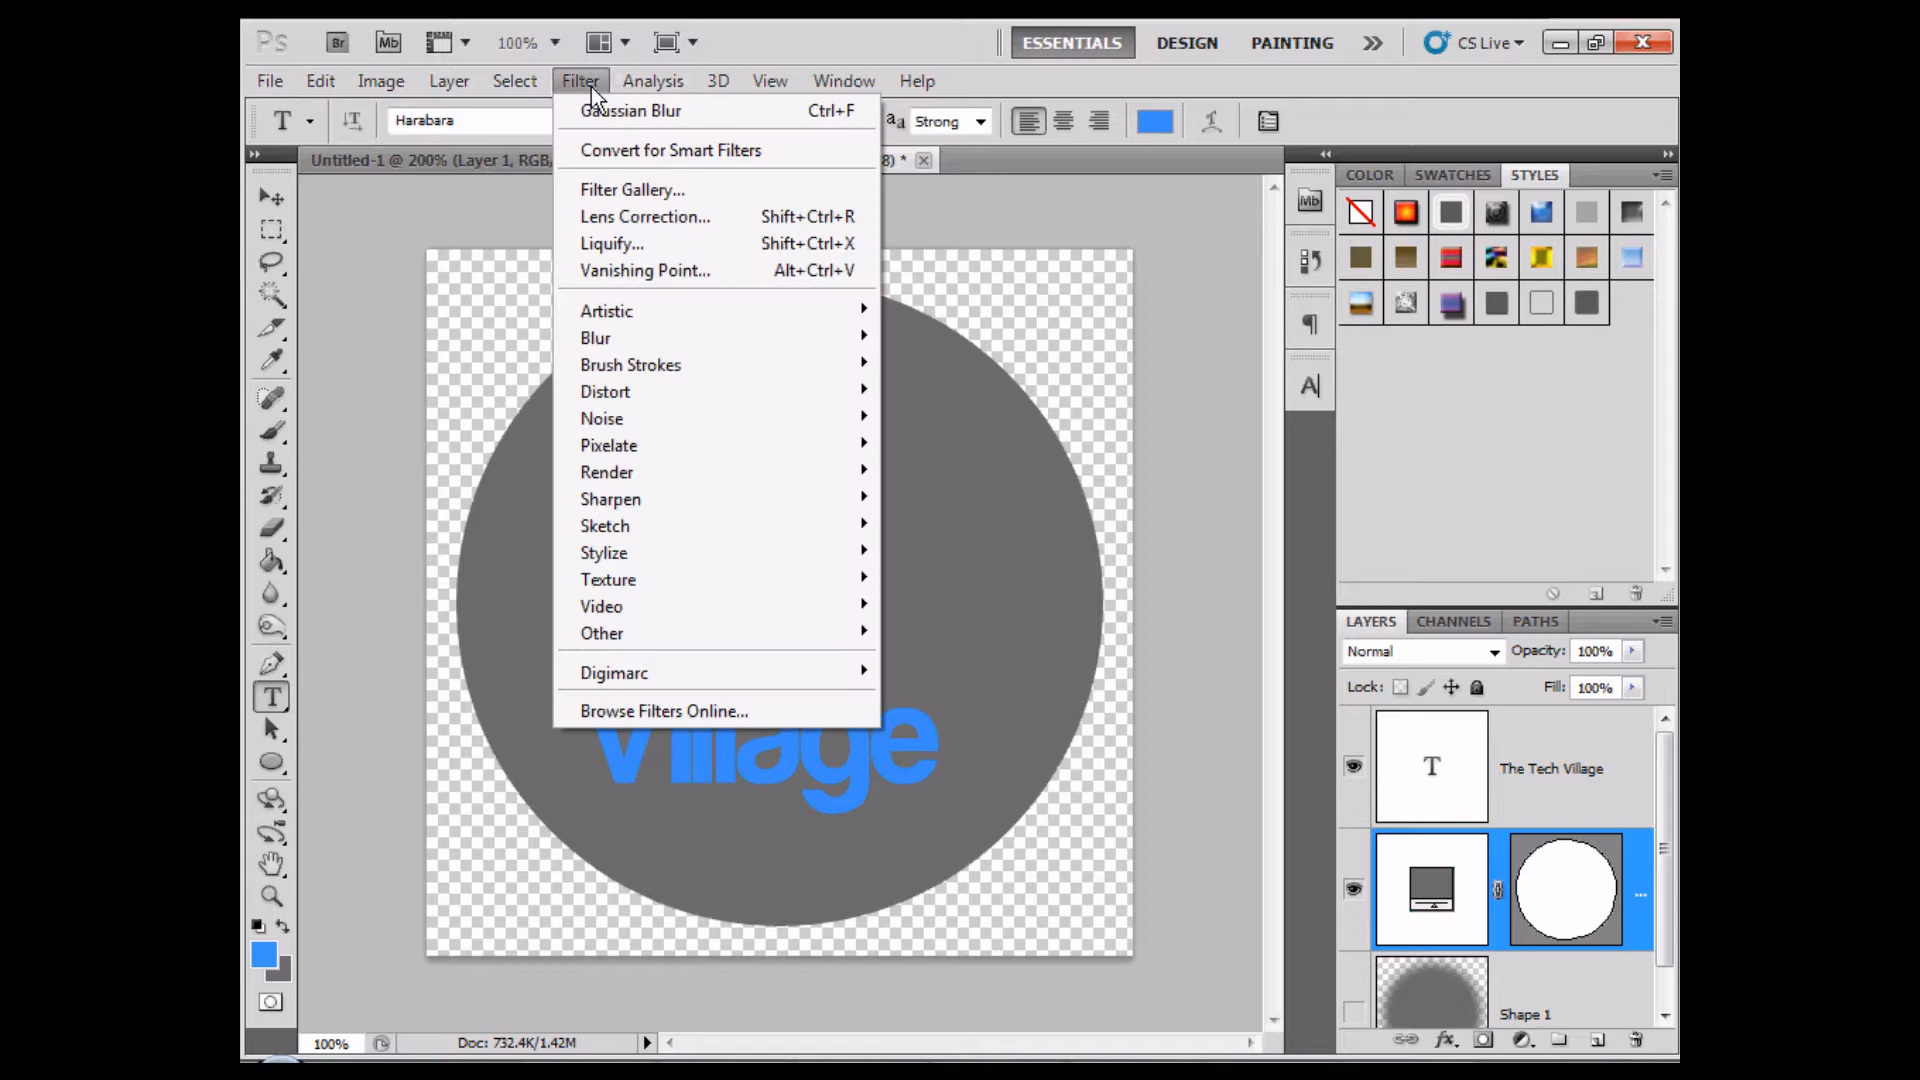 Ps Br Mb 100% ESSENTIALS DESIGN PAINTING CS Live
File Edit Image Layer Select Filter Analysis 3D View Window Help
T Harabara aa Strong
Untitled-1 @ 200% (Layer 1, RGB/ 8) *
Gaussian Blur Ctrl+F
Convert for Smart Filters
Filter Gallery...
Lens Correction... Shift+Ctrl+R
Liquify... Shift+Ctrl+X
Vanishing Point... Alt+Ctrl+V
Artistic
Blur
Brush Strokes
Distort
Noise
Pixelate
Render
Sharpen
Sketch
Stylize
Texture
Video
Other
Digimarc
Browse Filters Online...
Village
COLOR SWATCHES STYLES
Mb
A
LAYERS CHANNELS PATHS
Normal Opacity: 100%
Lock: Fill: 100%
T The Tech Village
...
Shape 1
fx
100% Doc: 732.4K/1.42M